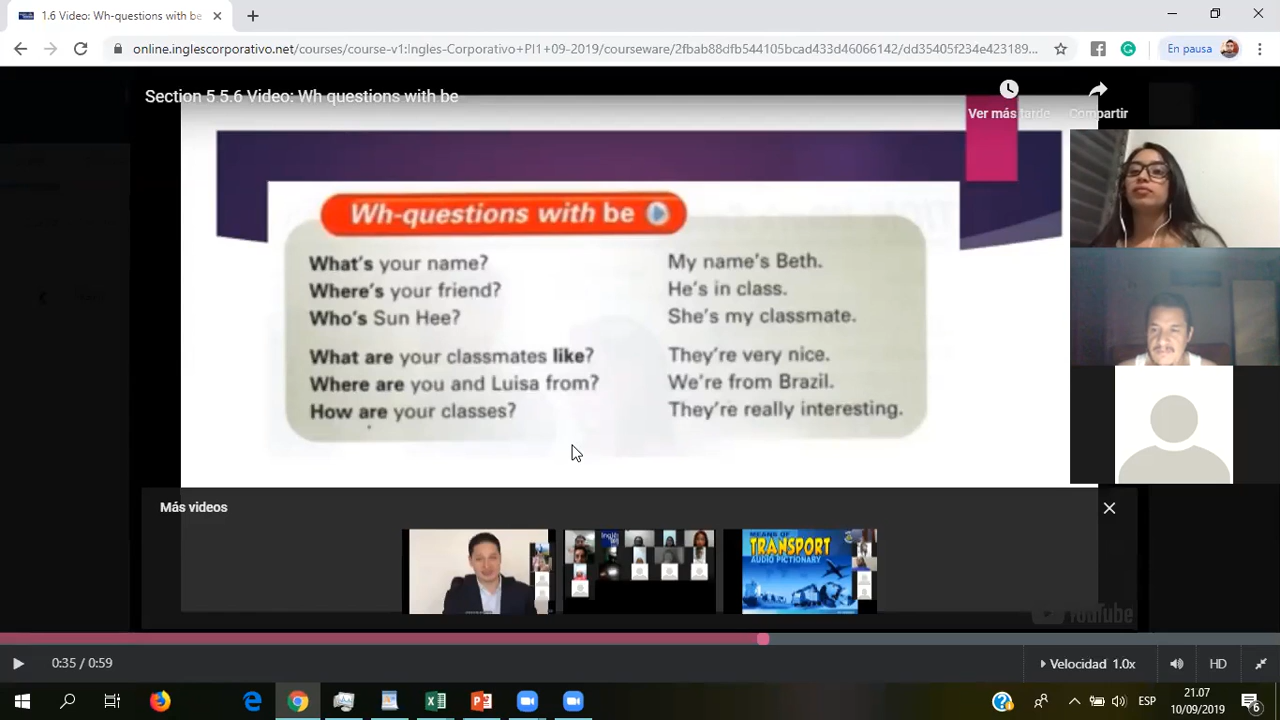 1.6 Video: Wh-questions with be
online.inglescorporativo.net/courses/course-v1:Ingles-Corporativo+PI1+09-2019/courseware/2fbab88dfb544105bcad433d46066142/dd35405f234e423189...
En pausa
Section 5 5.6 Video: Wh questions with be
Ver más tarde
Compartir
Wh-questions with be
What's your name? My name's Beth.
Where's your friend? He's in class.
Who's Sun Hee? She's my classmate.
What are your classmates like? They're very nice.
Where are you and Luisa from? We're from Brazil.
How are your classes? They're really interesting.
Más videos
MEANS OF
TRANSPORT
AUDIO PICTIONARY
YouTube
0:35 / 0:59
Velocidad 1.0x
HD
ESP
21.07
10/09/2019
6